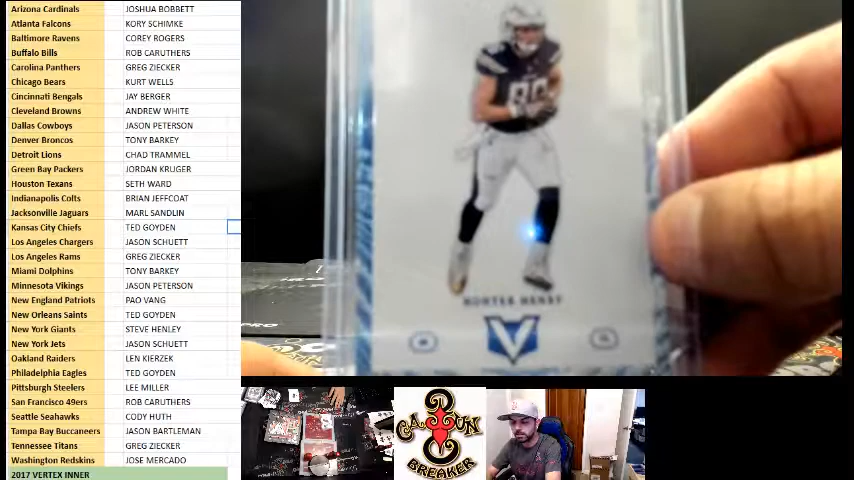 Arizona Cardinals JOSHUA BOBBETT
Atlanta Falcons KORY SCHIMKE
Baltimore Ravens COREY ROGERS
Buffalo Bills ROB CARUTHERS
Carolina Panthers GREG ZIECKER
Chicago Bears KURT WELLS
Cincinnati Bengals JAY BERGER
Cleveland Browns ANDREW WHITE
Dallas Cowboys JASON PETERSON
Denver Broncos TONY BARKEY
Detroit Lions CHAD TRAMMEL
Green Bay Packers JORDAN KRUGER
Houston Texans SETH WARD
Indianapolis Colts BRIAN JEFFCOAT
Jacksonville Jaguars MARL SANDLIN
Kansas City Chiefs TED GOYDEN
Los Angeles Chargers JASON SCHUETT
Los Angeles Rams GREG ZIECKER
Miami Dolphins TONY BARKEY
Minnesota Vikings JASON PETERSON
New England Patriots PAO VANG
New Orleans Saints TED GOYDEN
New York Giants STEVE HENLEY
New York Jets JASON SCHUETT
Oakland Raiders LEN KIERZEK
Philadelphia Eagles TED GOYDEN
Pittsburgh Steelers LEE MILLER
San Francisco 49ers ROB CARUTHERS
Seattle Seahawks CODY HUTH
Tampa Bay Buccaneers JASON BARTLEMAN
Tennessee Titans GREG ZIECKER
Washington Redskins JOSE MERCADO
2017 VERTEX INNER
HUNTER HENRY
V
CAJUN
BREAKER